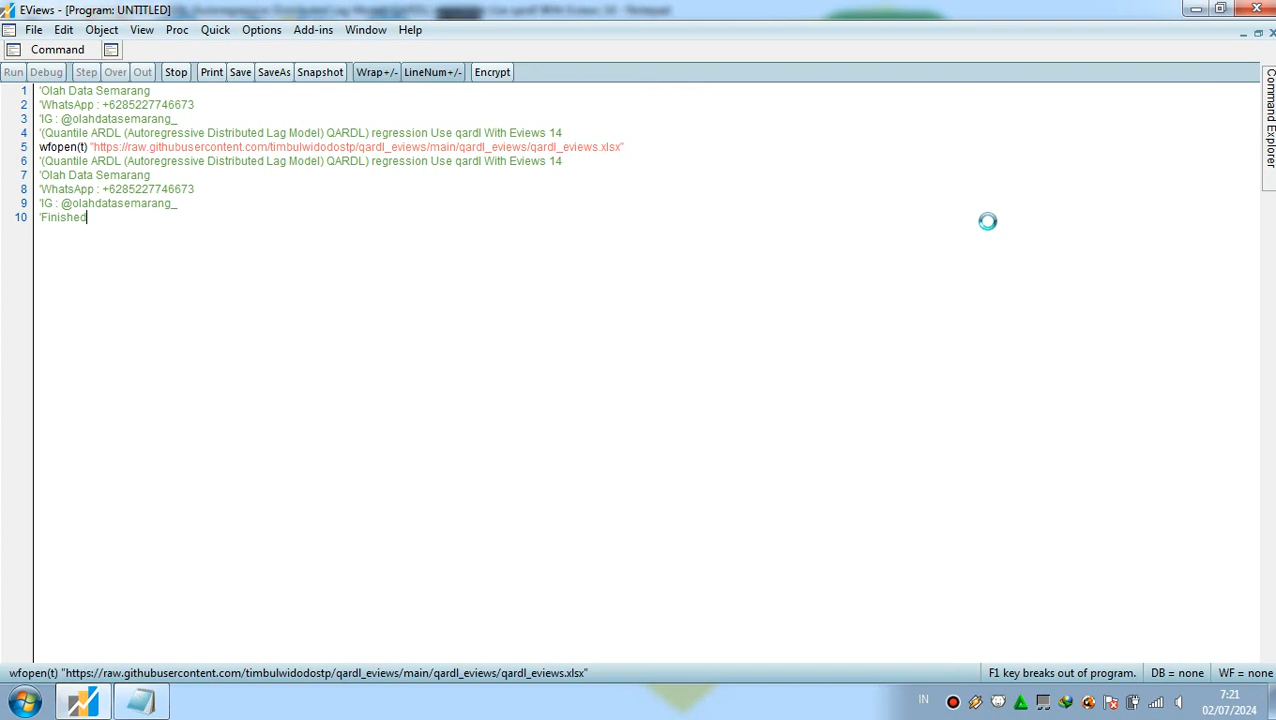 EViews - [Program: UNTITLED]
File Edit Object View Proc Quick Options Add-ins Window Help
Command
Run Debug Step Over Out Stop Print Save SaveAs Snapshot Wrap+/- LineNum+/- Encrypt
Command Explorer
1 'Olah Data Semarang
2 'WhatsApp : +6285227746673
3 'IG : @olahdatasemarang_
4 '(Quantile ARDL (Autoregressive Distributed Lag Model) QARDL) regression Use qardl With Eviews 14
5 wfopen(t) "https://raw.githubusercontent.com/timbulwidodostp/qardl_eviews/main/qardl_eviews/qardl_eviews.xlsx"
6 '(Quantile ARDL (Autoregressive Distributed Lag Model) QARDL) regression Use qardl With Eviews 14
7 'Olah Data Semarang
8 'WhatsApp : +6285227746673
9 'IG : @olahdatasemarang_
10 'Finished
wfopen(t) "https://raw.githubusercontent.com/timbulwidodostp/qardl_eviews/main/qardl_eviews/qardl_eviews.xlsx" F1 key breaks out of program. DB = none WF = none
IN
7:21
02/07/2024